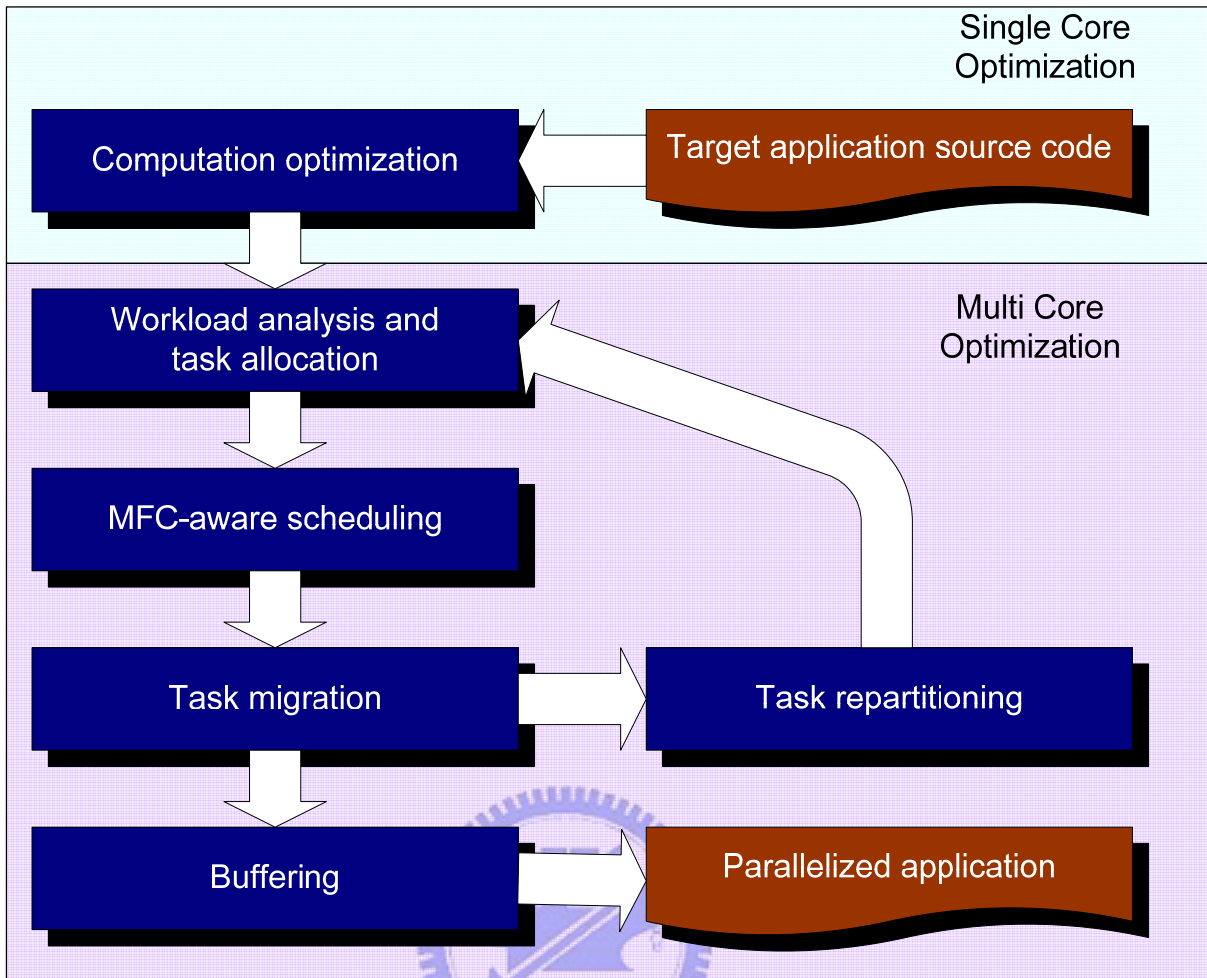 Single Core
Optimization
Computation optimization
Target application source code
Workload analysis and
task allocation
Multi Core
Optimization
MFC-aware scheduling
Task migration
Task repartitioning
Buffering
Parallelized application